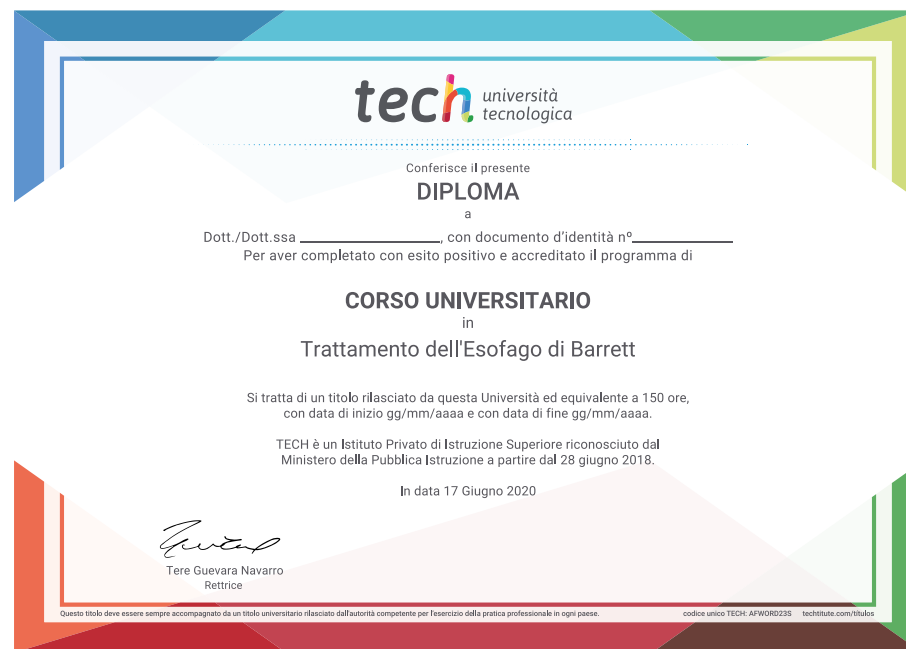 tech università
tecnologica
Conferisce il presente
DIPLOMA
a
Dott./Dott.ssa ____________________, con documento d'identità nº______________
Per aver completato con esito positivo e accreditato il programma di
CORSO UNIVERSITARIO
in
Trattamento dell'Esofago di Barrett
Si tratta di un titolo rilasciato da questa Università ed equivalente a 150 ore,
con data di inizio gg/mm/aaaa e con data di fine gg/mm/aaaa.
TECH è un Istituto Privato di Istruzione Superiore riconosciuto dal
Ministero della Pubblica Istruzione a partire dal 28 giugno 2018.
In data 17 Giugno 2020
Tere Guevara Navarro
Rettrice
Questo titolo deve essere sempre accompagnato da un titolo universitario rilasciato dall'autorità competente per l'esercizio della pratica professionale in ogni paese. codice unico TECH: AFWORD23S techtitute.com/titulos